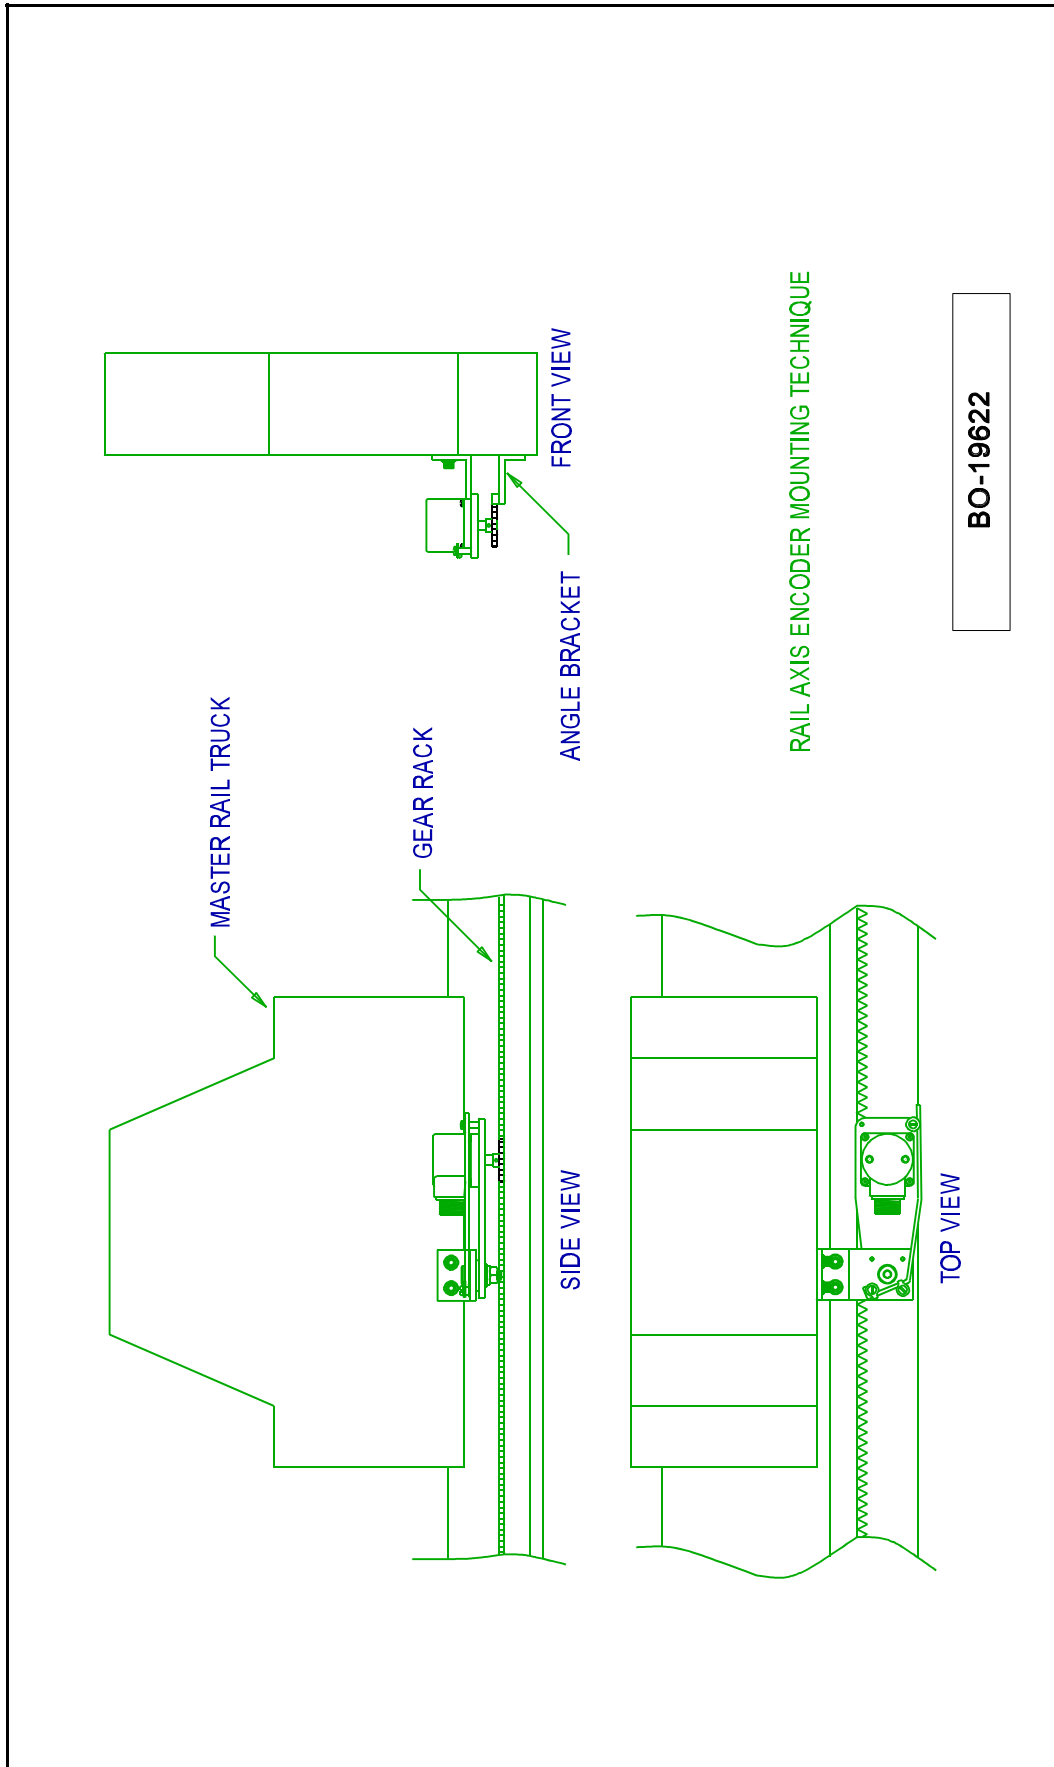 MASTER RAIL TRUCK
GEAR RACK
FRONT VIEW
ANGLE BRACKET
SIDE VIEW
RAIL AXIS ENCODER MOUNTING TECHNIQUE
TOP VIEW
BO-19622